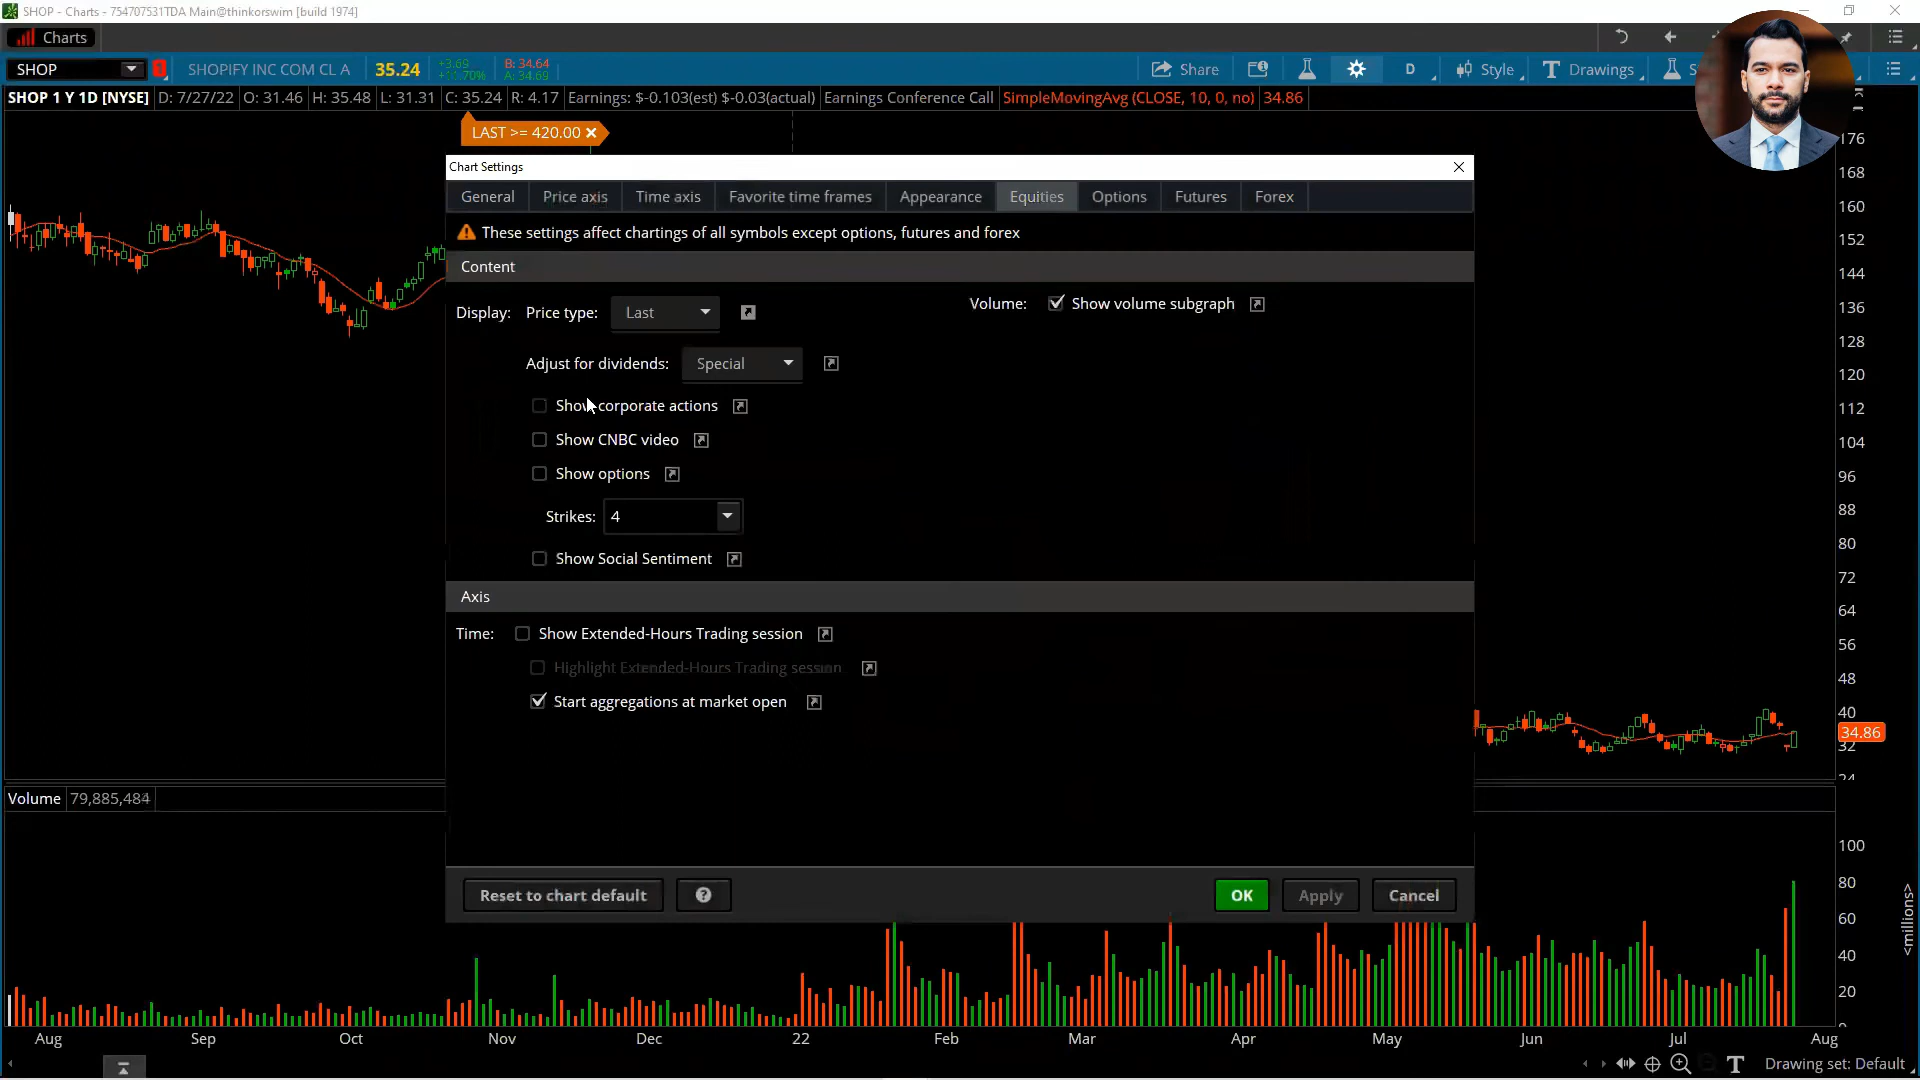 SHOP - Charts - 754707531TDA Main@thinkorswim [build 1974]
Charts
SHOP 1 SHOPIFY INC COM CL A 35.24 +3.69 +11.70% B: 34.64 A: 34.69 Share D Style Drawings S
SHOP 1 Y 1D [NYSE] D: 7/27/22 O: 31.46 H: 35.48 L: 31.31 C: 35.24 R: 4.17 Earnings: $-0.103(est) $-0.03(actual) Earnings Conference Call SimpleMovingAvg (CLOSE, 10, 0, no) 34.86
LAST >= 420.00
Chart Settings
General Price axis Time axis Favorite time frames Appearance Equities Options Futures Forex
These settings affect chartings of all symbols except options, futures and forex
Content
Display: Price type: Last
Volume: Show volume subgraph
Adjust for dividends: Special
Show corporate actions
Show CNBC video
Show options
Strikes: 4
Show Social Sentiment
Axis
Time: Show Extended-Hours Trading session
Highlight Extended-Hours Trading session
Start aggregations at market open
Reset to chart default ? OK Apply Cancel
176
168
160
152
144
136
128
120
112
104
96
88
80
72
64
56
48
40
34.86
32
24
Volume 79,885,484
100
80
60
40
20
<millions>
Aug Sep Oct Nov Dec 22 Feb Mar Apr May Jun Jul Aug
T Drawing set: Default